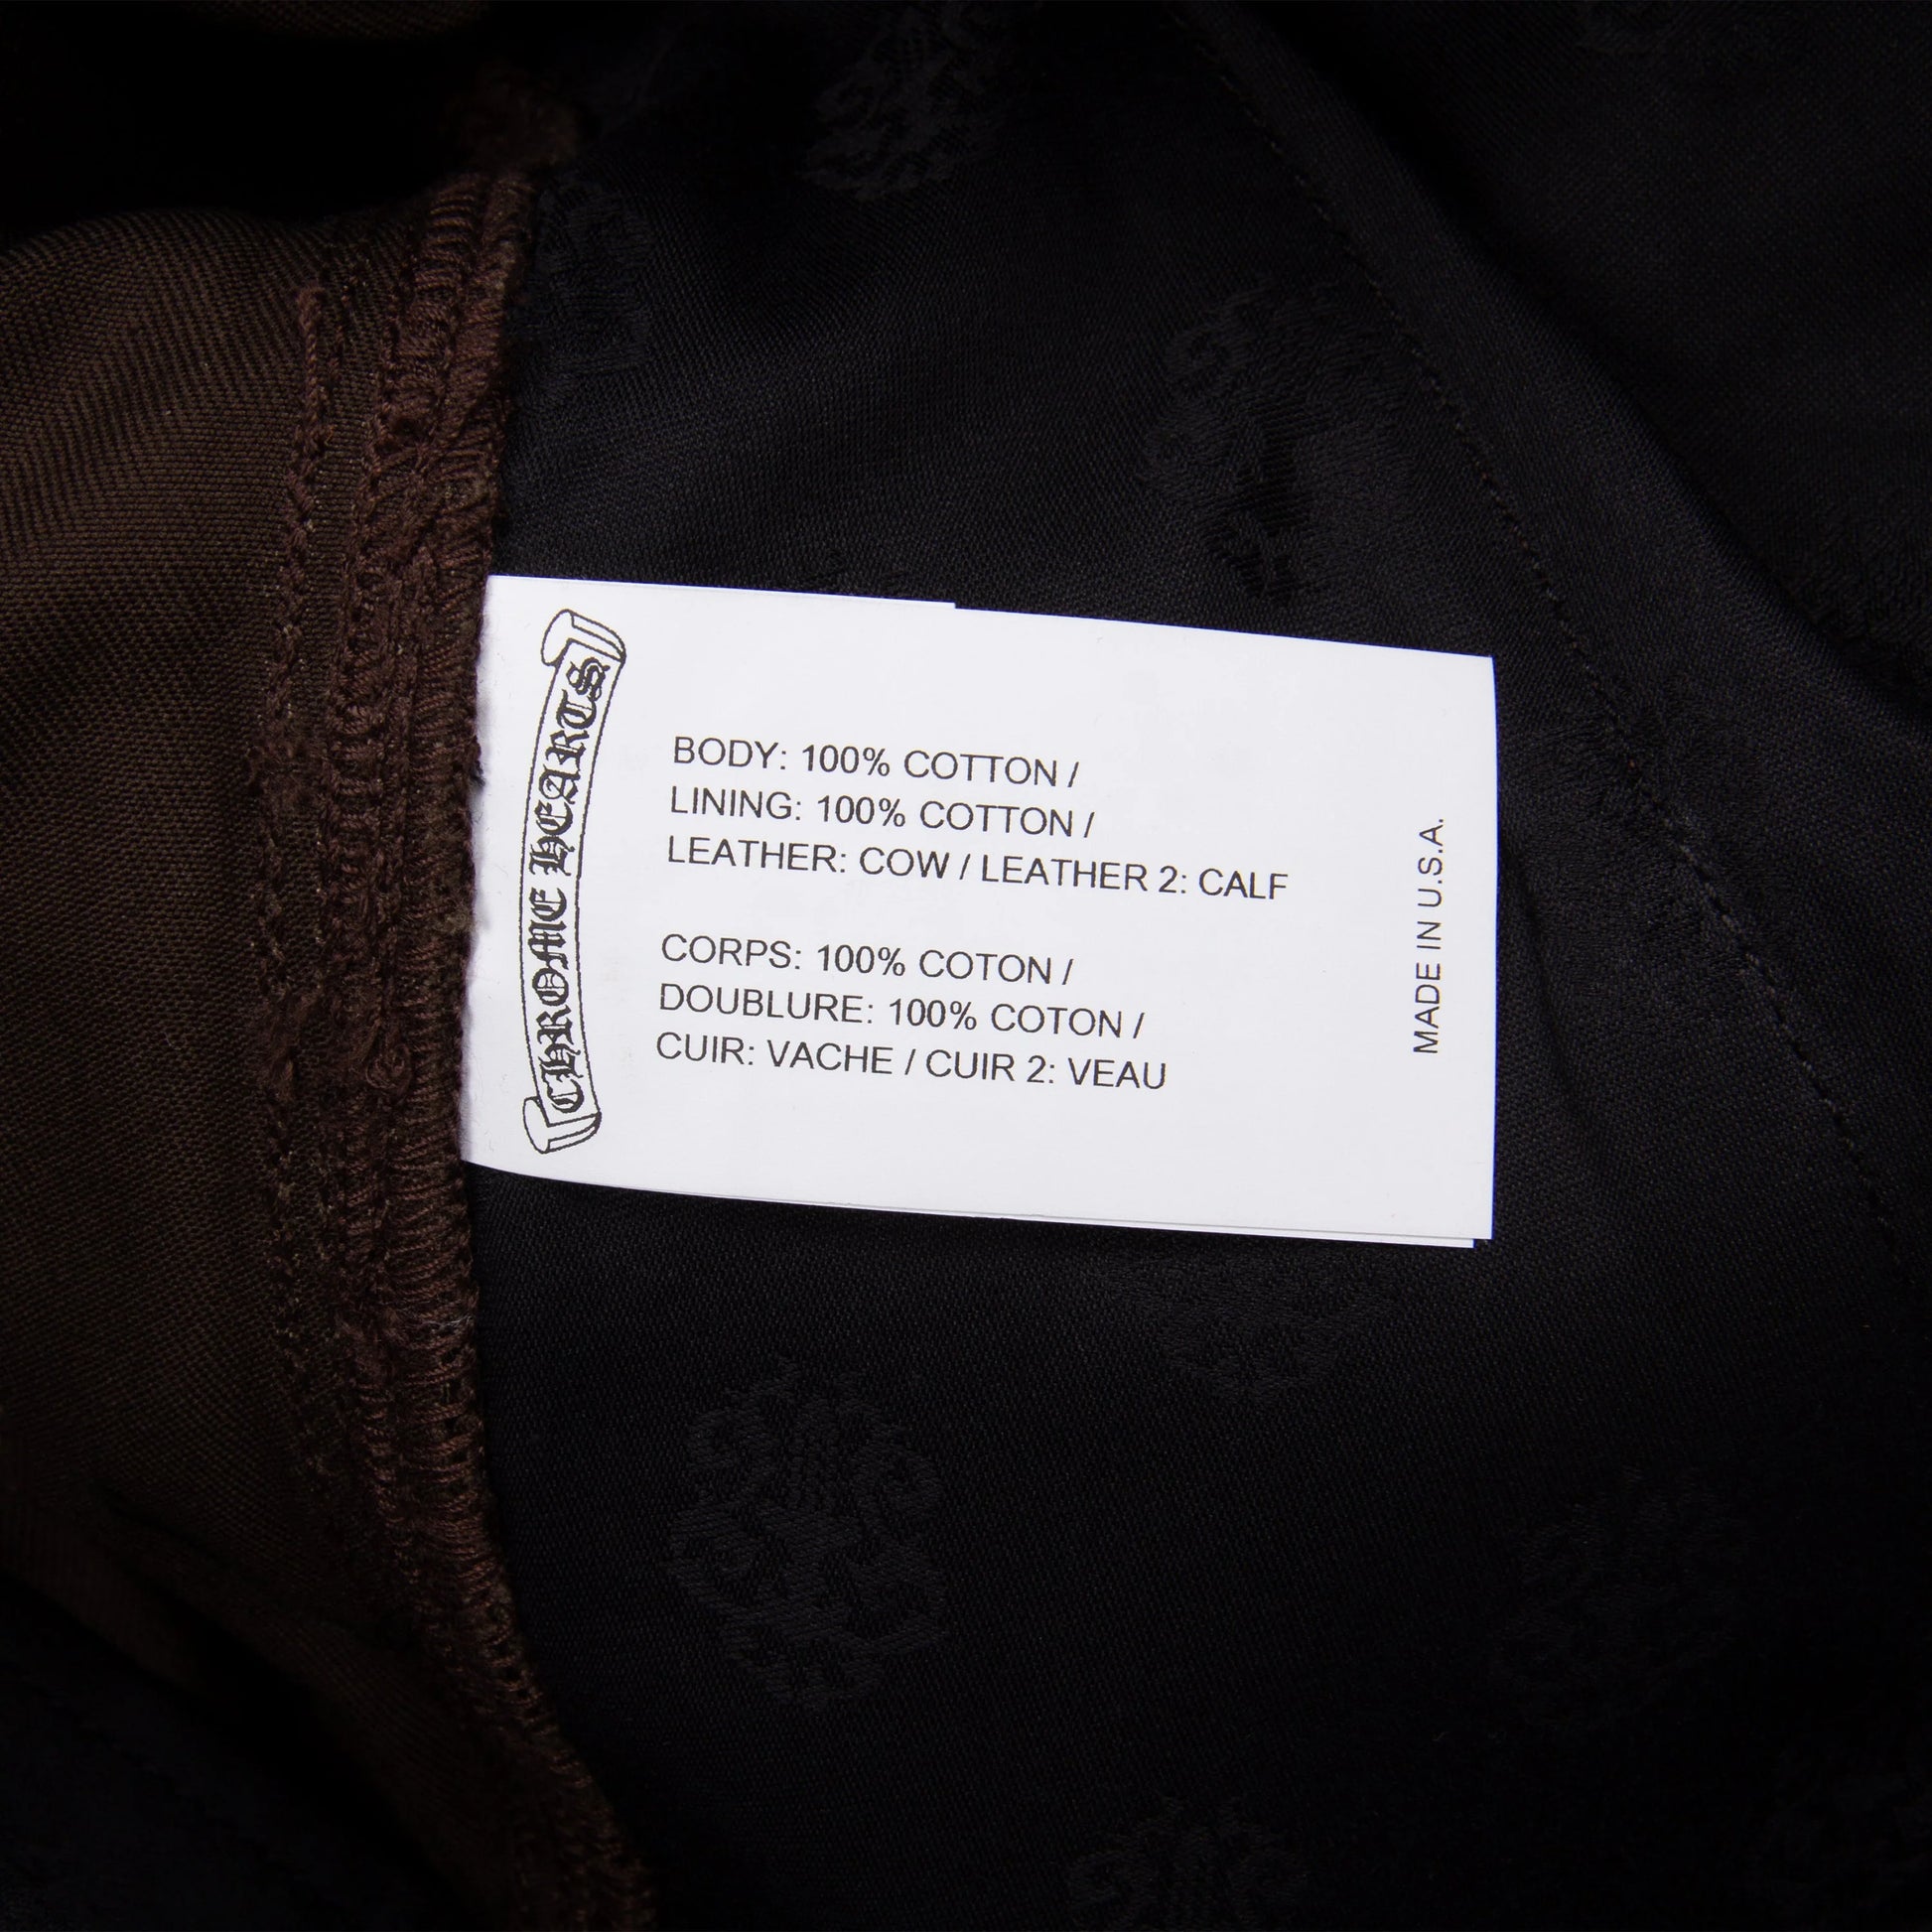 CHROME HEARTS
BODY: 100% COTTON /
LINING: 100% COTTON /
LEATHER: COW / LEATHER 2: CALF
CORPS: 100% COTON /
DOUBLURE: 100% COTON /
CUIR: VACHE / CUIR 2: VEAU
MADE IN U.S.A.